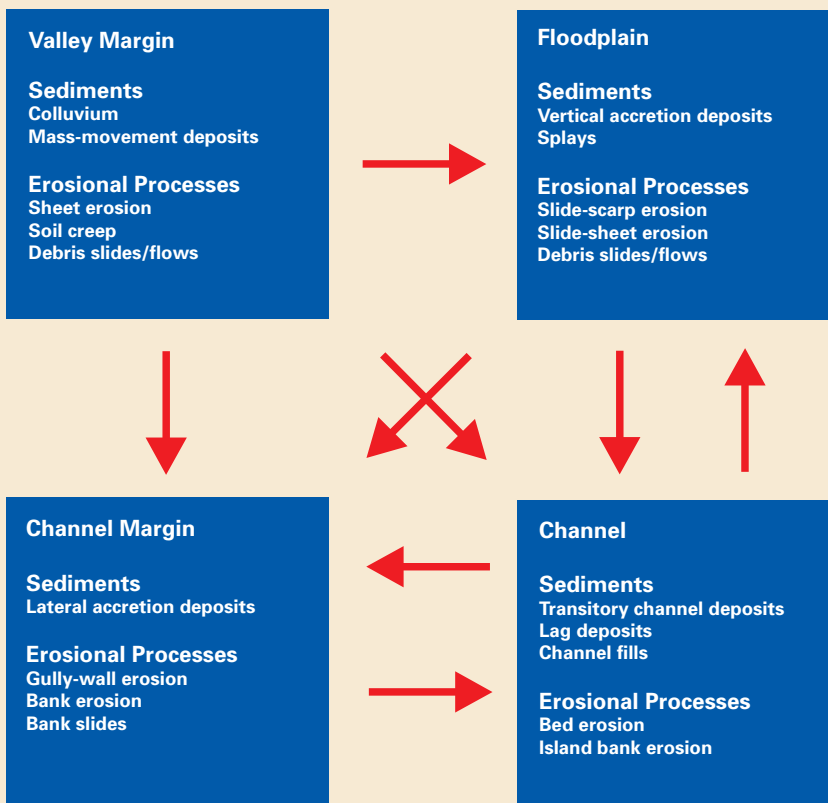 Valley Margin
Sediments
Colluvium
Mass-movement deposits
Erosional Processes
Sheet erosion
Soil creep
Debris slides/flows
Floodplain
Sediments
Vertical accretion deposits
Splays
Erosional Processes
Slide-scarp erosion
Slide-sheet erosion
Debris slides/flows
Channel Margin
Sediments
Lateral accretion deposits
Erosional Processes
Gully-wall erosion
Bank erosion
Bank slides
Channel
Sediments
Transitory channel deposits
Lag deposits
Channel fills
Erosional Processes
Bed erosion
Island bank erosion